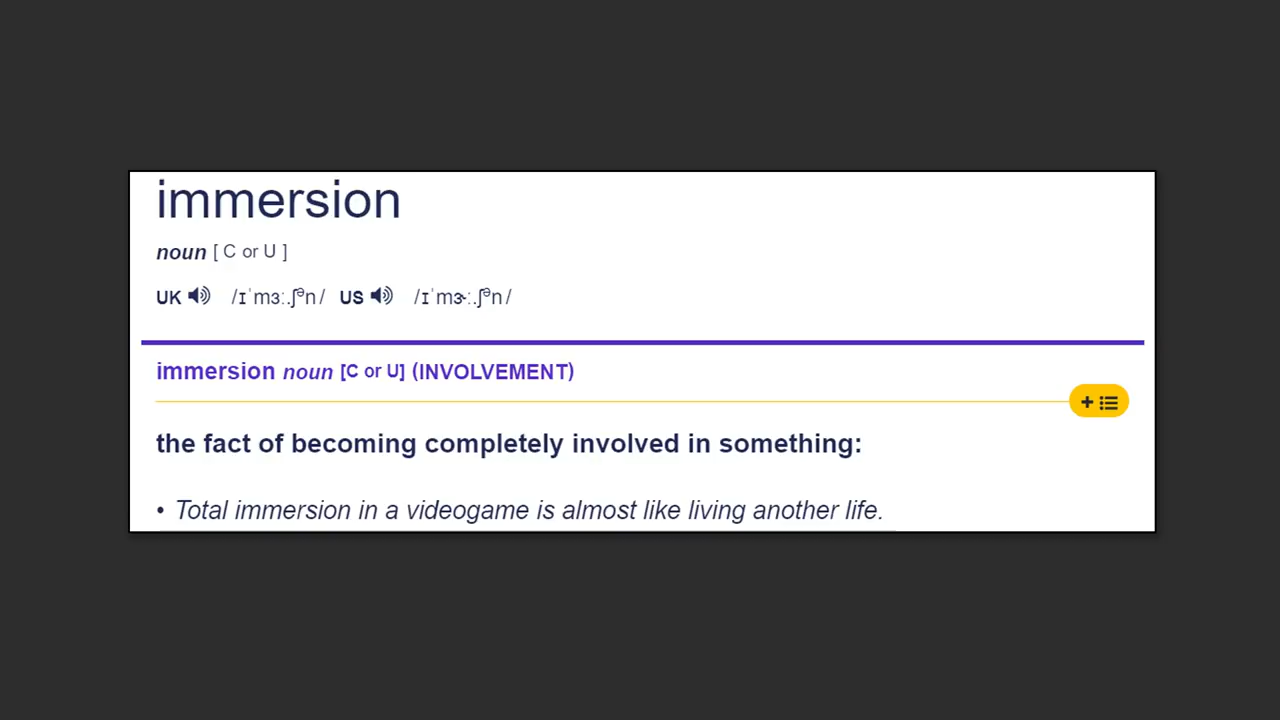 immersion
noun [ C or U ]
UK /ɪˈmɜː.ʃᵊn/ US /ɪˈmɝː.ʃᵊn/
immersion noun [C or U] (INVOLVEMENT)
the fact of becoming completely involved in something:
• Total immersion in a videogame is almost like living another life.